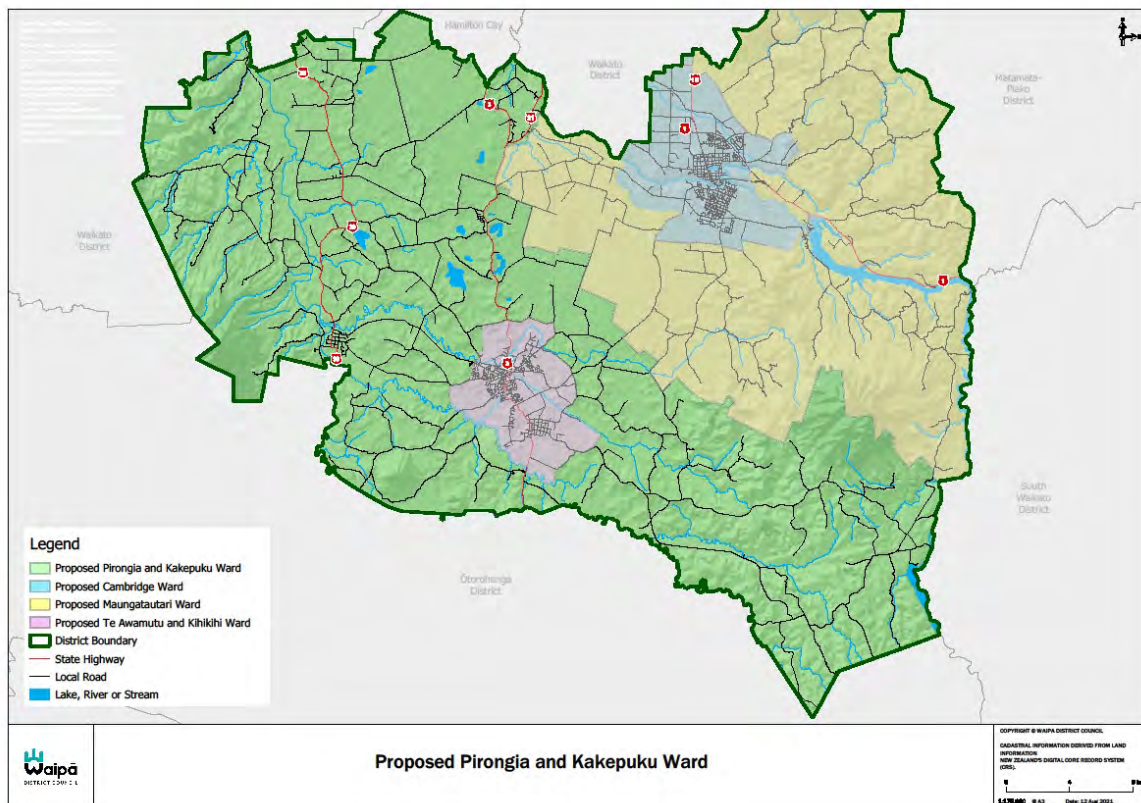 Hamilton City
Waikato
District
Matamata-
Piako
District
Waikato
District
South
Waikato
District
Ōtorohanga
District
Legend
Proposed Pirongia and Kakepuku Ward
Proposed Cambridge Ward
Proposed Maungatautari Ward
Proposed Te Awamutu and Kihikihi Ward
District Boundary
State Highway
Local Road
Lake, River or Stream
Waipā
DISTRICT COUNCIL
Proposed Pirongia and Kakepuku Ward
COPYRIGHT © WAIPA DISTRICT COUNCIL
CADASTRAL INFORMATION DERIVED FROM LAND
INFORMATION
NEW ZEALAND'S DIGITAL CORE RECORD SYSTEM
(CRS).
0 4
@ A3 Date: 12 Aug 2021